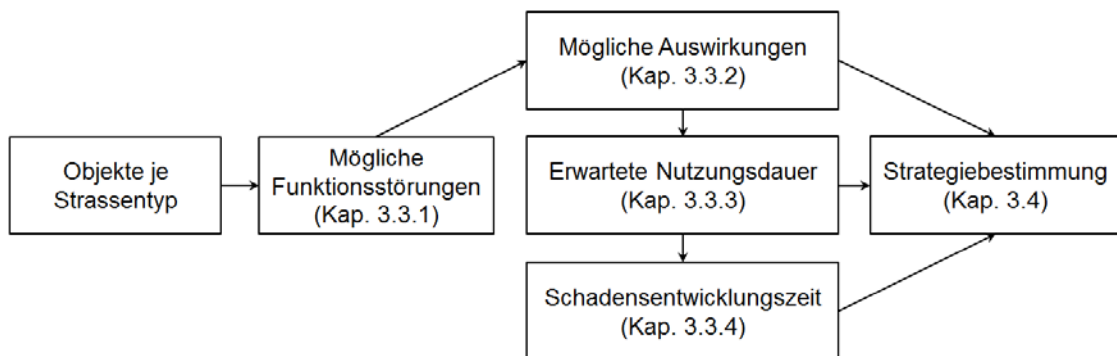 Objekte je
Strassentyp
Mögliche
Funktionsstörungen
(Kap. 3.3.1)
Mögliche Auswirkungen
(Kap. 3.3.2)
Erwartete Nutzungsdauer
(Kap. 3.3.3)
Schadensentwicklungszeit
(Kap. 3.3.4)
Strategiebestimmung
(Kap. 3.4)